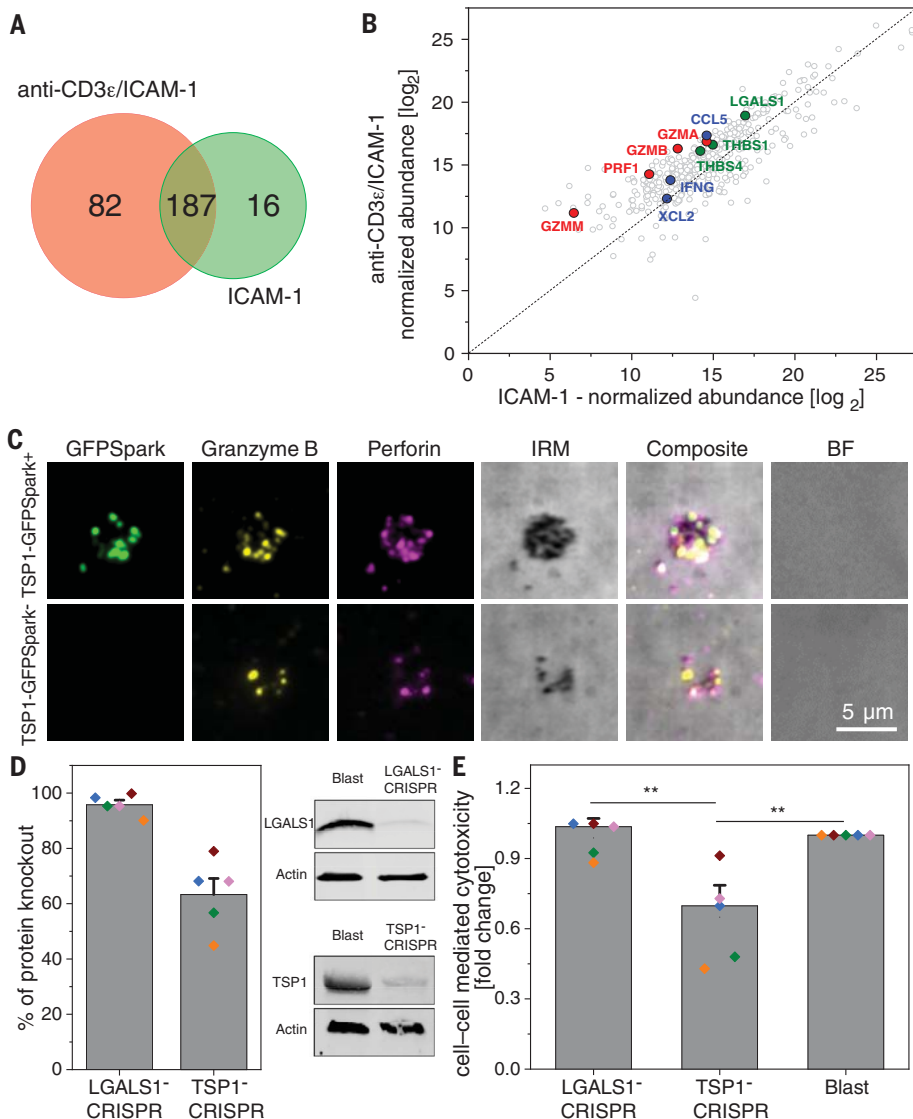 A
anti-CD3ε/ICAM-1
82
187
16
ICAM-1
B
anti-CD3ε/ICAM-1
normalized abundance [log2]
25
20
15
10
5
0
0
5
10
15
20
25
ICAM-1 - normalized abundance [log 2]
LGALS1
CCL5
GZMA
THBS1
GZMB
THBS4
PRF1
IFNG
XCL2
GZMM
C
GFPSpark
Granzyme B
Perforin
IRM
Composite
BF
TSP1-GFPSpark+
TSP1-GFPSpark-
5 μm
D
% of protein knockout
100
80
60
40
20
0
LGALS1-
CRISPR
TSP1-
CRISPR
Blast
LGALS1-
CRISPR
LGALS1
Actin
Blast
TSP1-
CRISPR
TSP1
Actin
E
cell–cell mediated cytotoxicity
[fold change]
1.2
0.9
0.6
0.3
0.0
**
**
LGALS1-
CRISPR
TSP1-
CRISPR
Blast